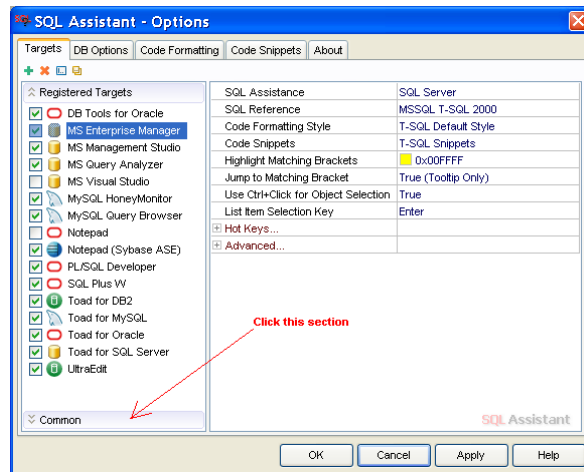 SQL Assistant - Options
Targets DB Options Code Formatting Code Snippets About
Registered Targets
DB Tools for Oracle
MS Enterprise Manager
MS Management Studio
MS Query Analyzer
MS Visual Studio
MySQL HoneyMonitor
MySQL Query Browser
Notepad
Notepad (Sybase ASE)
PL/SQL Developer
SQL Plus W
Toad for DB2
Toad for MySQL
Toad for Oracle
Toad for SQL Server
UltraEdit
Common
SQL Assistance SQL Server
SQL Reference MSSQL T-SQL 2000
Code Formatting Style T-SQL Default Style
Code Snippets T-SQL Snippets
Highlight Matching Brackets 0x00FFFF
Jump to Matching Bracket True (Tooltip Only)
Use Ctrl+Click for Object Selection True
List Item Selection Key Enter
Hot Keys...
Advanced...
Click this section
SQL Assistant
OK Cancel Apply Help